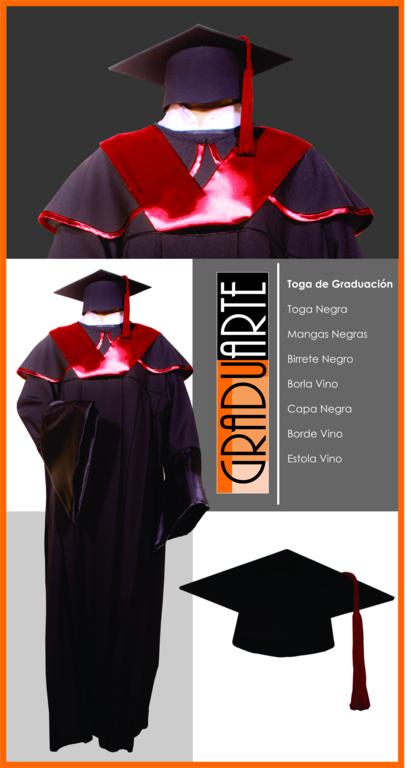 GRADUARTE
Toga de Graduación
Toga Negra
Mangas Negras
Birrete Negro
Borla Vino
Capa Negra
Borde Vino
Estola Vino